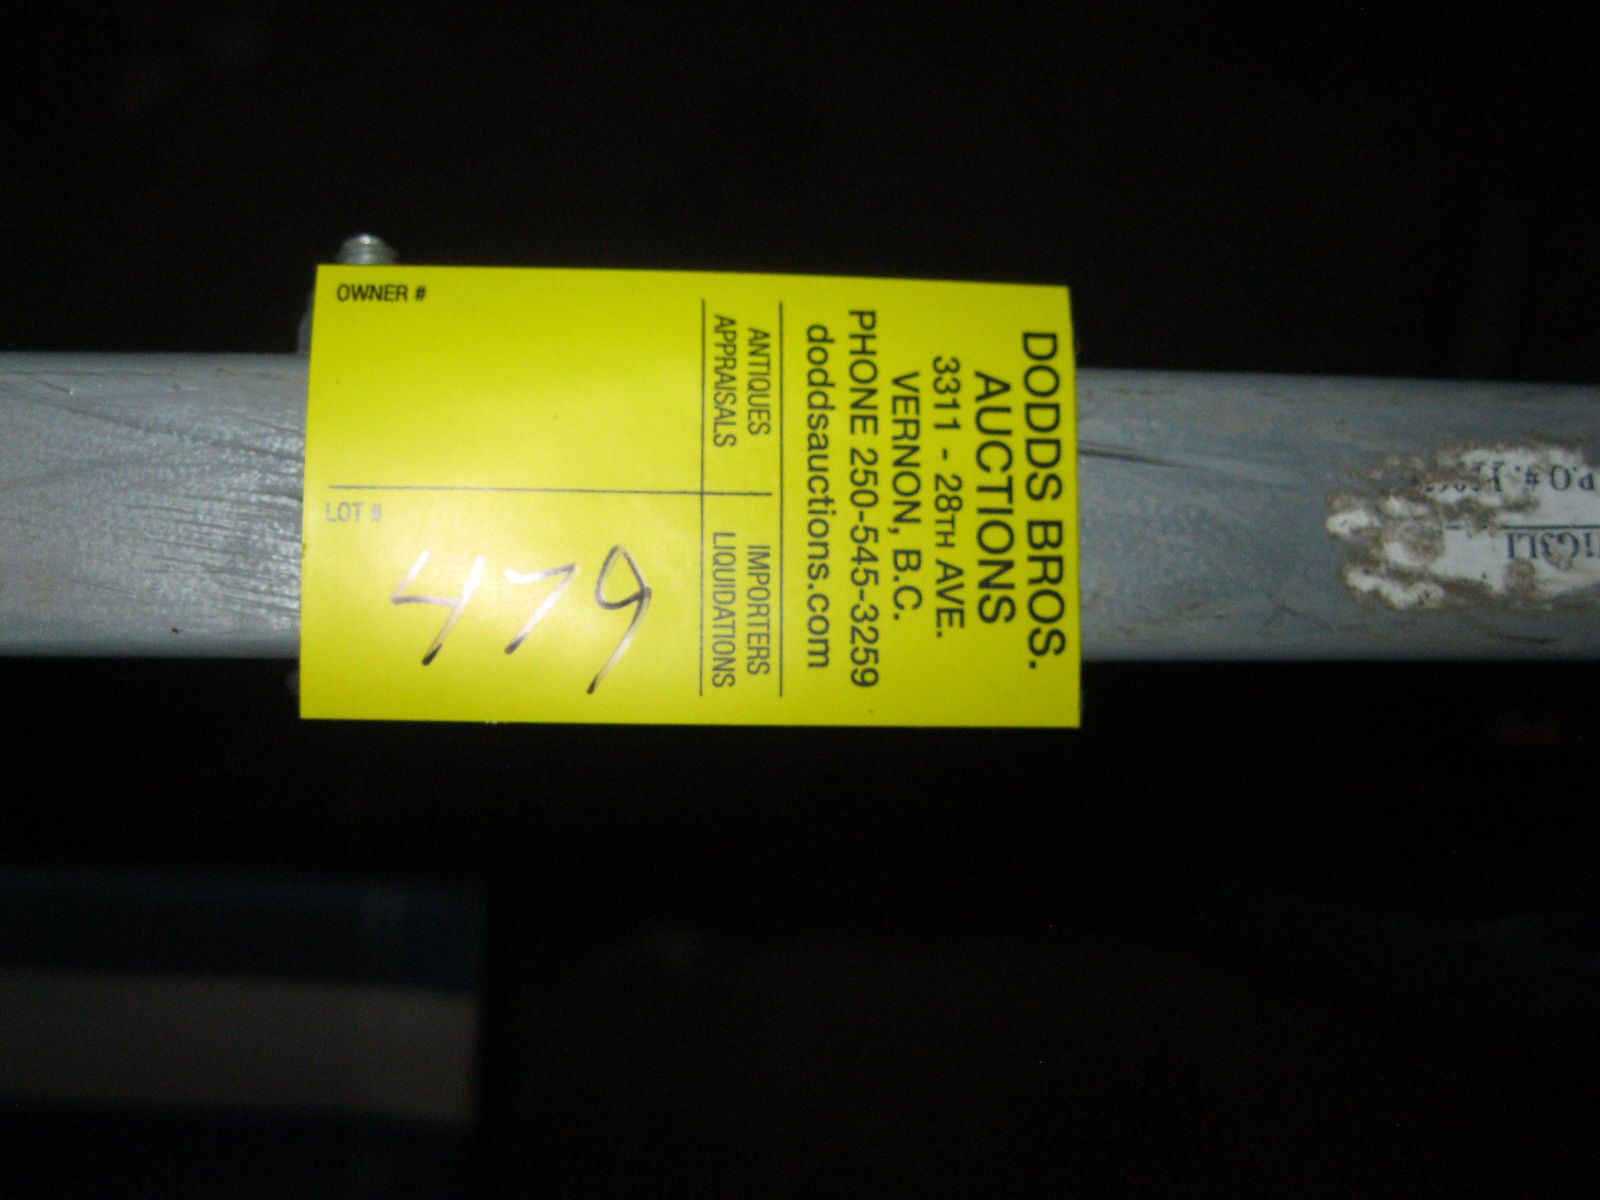 DODDS BROS.
AUCTIONS
3311 - 28TH AVE.
VERNON, B.C.
PHONE 250-545-3259
doddsauctions.com
ANTIQUES
APPRAISALS
IMPORTERS
LIQUIDATIONS
OWNER #
LOT #
479
P.O #.